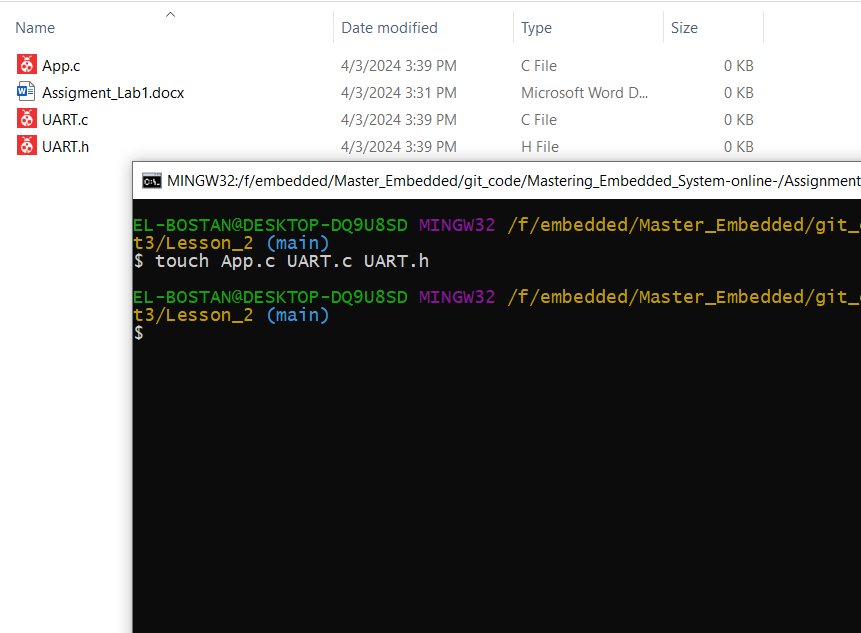 Name Date modified Type Size
App.c 4/3/2024 3:39 PM C File 0 KB
Assigment_Lab1.docx 4/3/2024 3:31 PM Microsoft Word D... 0 KB
UART.c 4/3/2024 3:39 PM C File 0 KB
UART.h 4/3/2024 3:39 PM H File 0 KB
MINGW32:/f/embedded/Master_Embedded/git_code/Mastering_Embedded_System-online-/Assignment
EL-BOSTAN@DESKTOP-DQ9U8SD MINGW32 /f/embedded/Master_Embedded/git_
t3/Lesson_2 (main)
$ touch App.c UART.c UART.h
EL-BOSTAN@DESKTOP-DQ9U8SD MINGW32 /f/embedded/Master_Embedded/git_
t3/Lesson_2 (main)
$